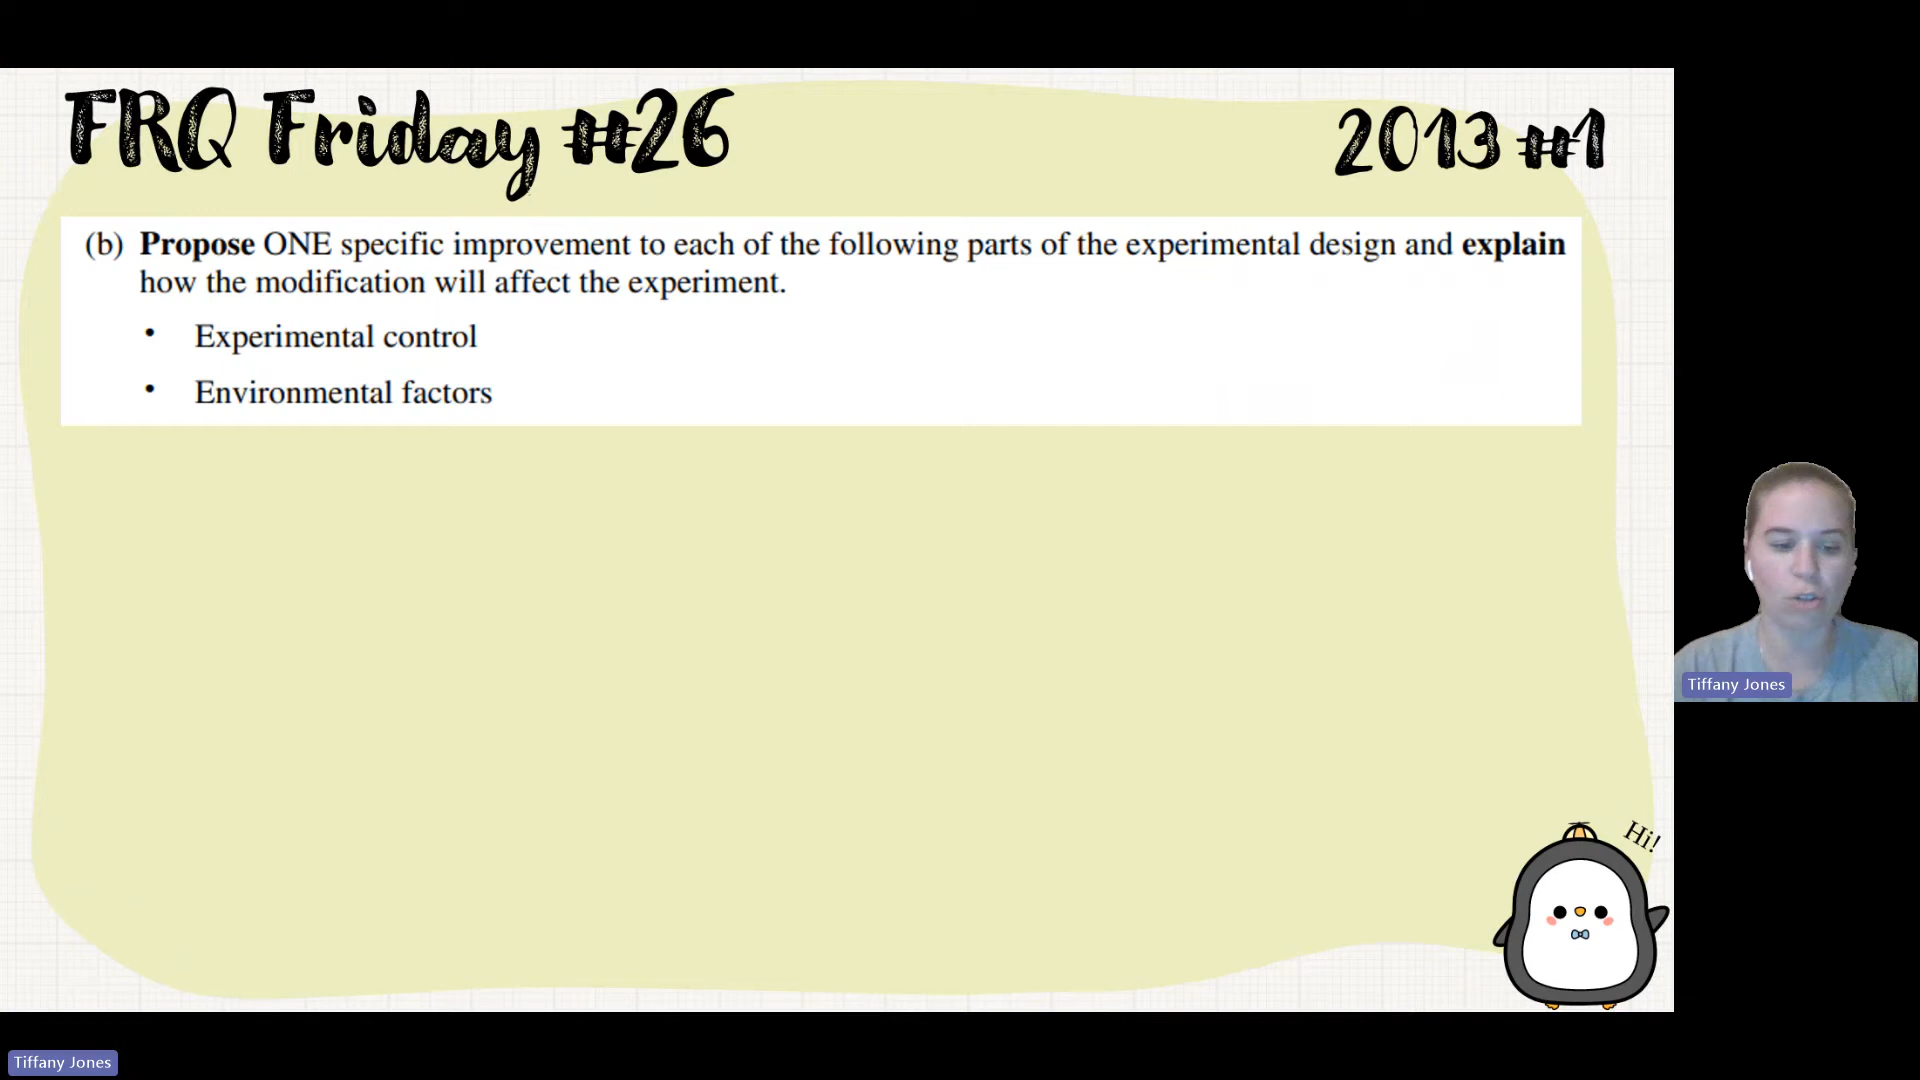 FRQ Friday #26
2013 #1
(b) Propose ONE specific improvement to each of the following parts of the experimental design and explain
how the modification will affect the experiment.
• Experimental control
• Environmental factors
Hi!
Tiffany Jones
Tiffany Jones